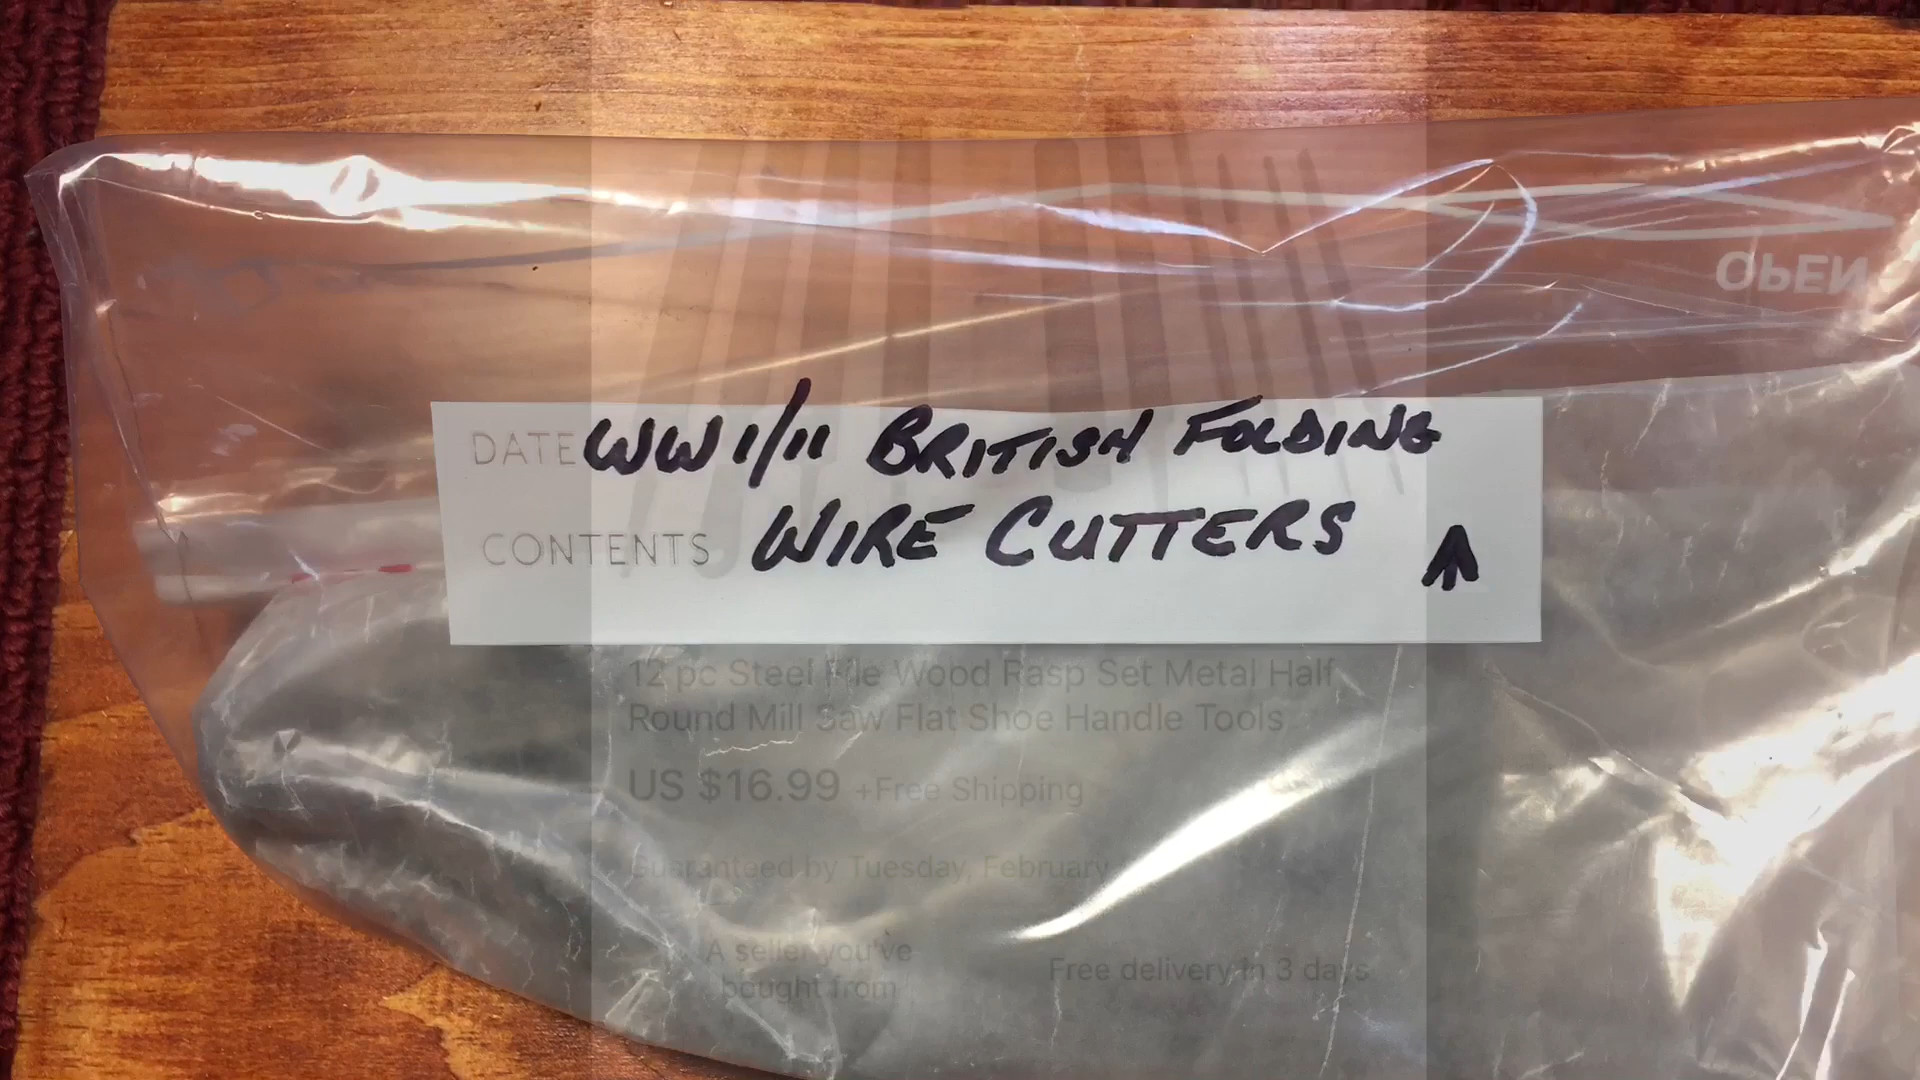 OPEN
DATE WW I/II BRITISH FOLDING
CONTENTS WIRE CUTTERS
12 pc Steel File Wood Rasp Set Metal Half
Round Mill Saw Flat Shoe Handle Tools
US $16.99 +Free Shipping
Guaranteed by Tuesday, February
A seller you've
bought from
Free delivery in 3 days